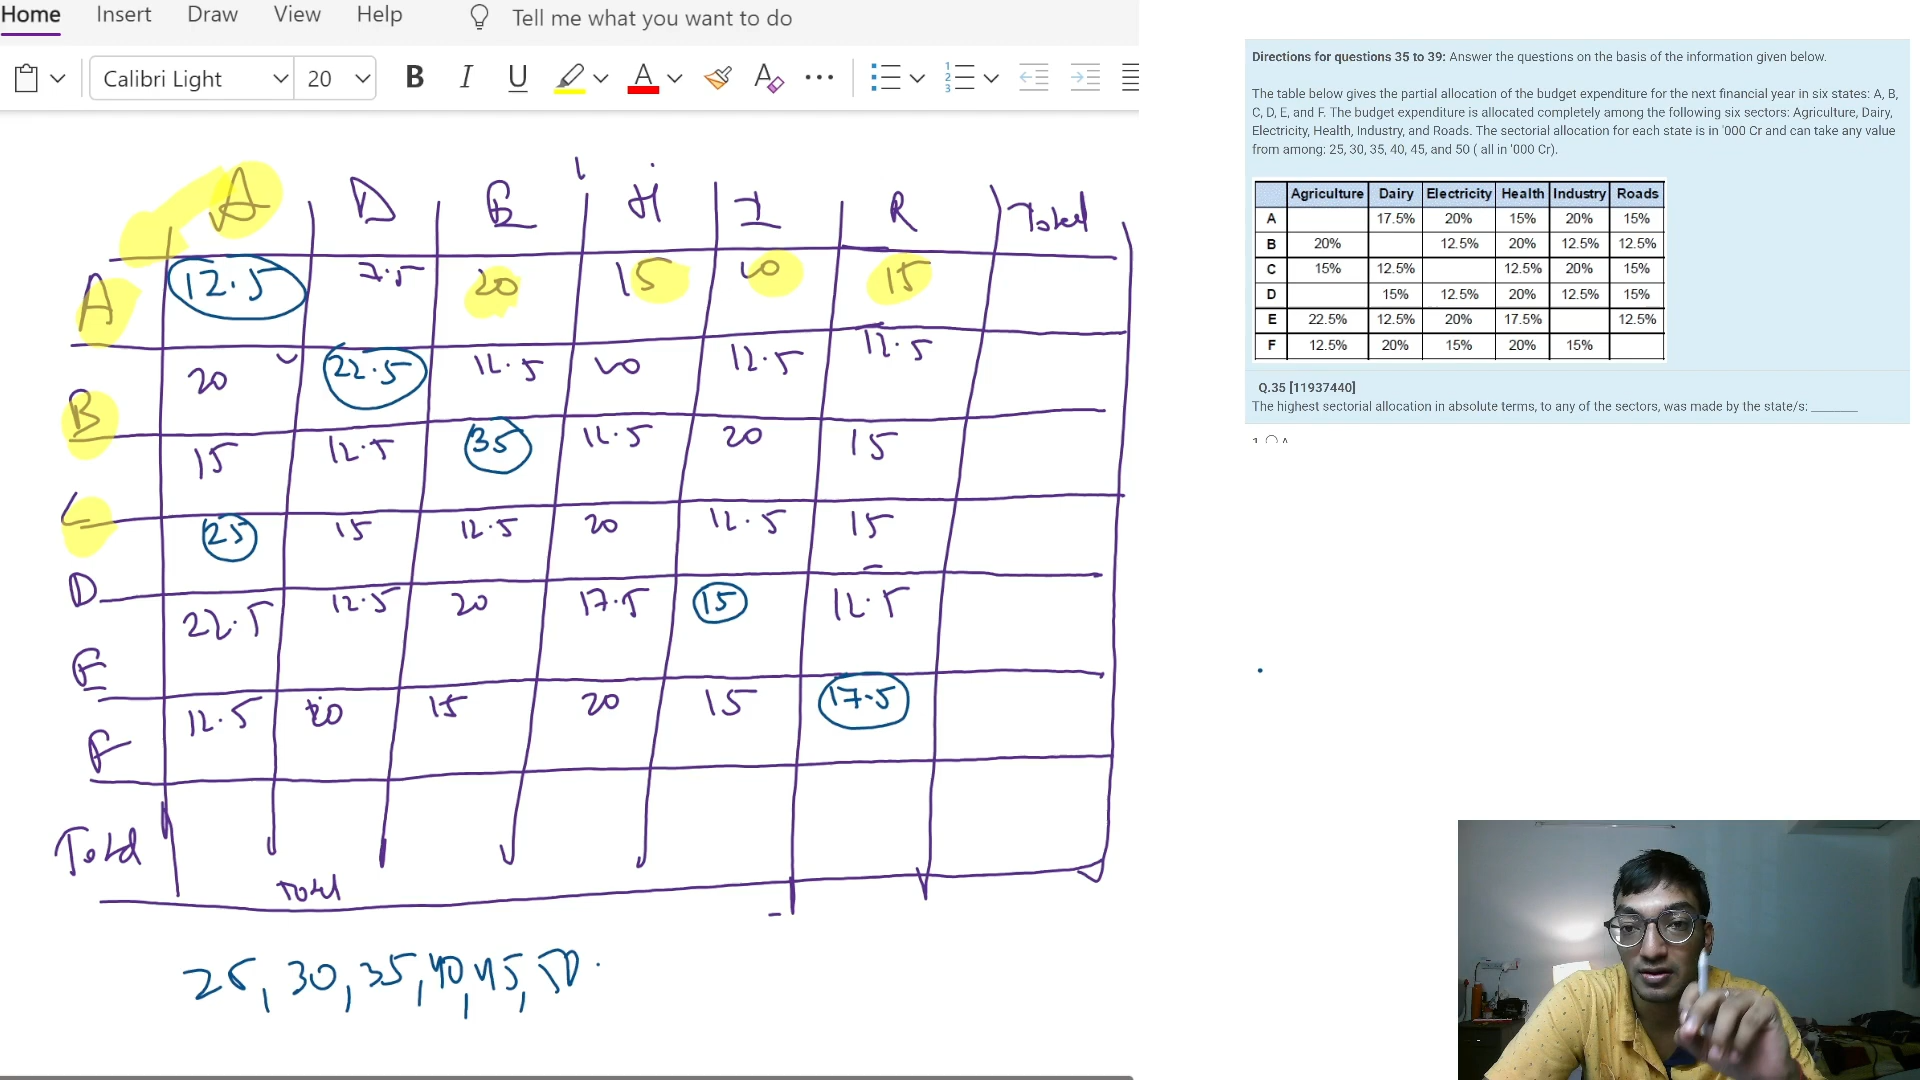 Home Insert Draw View Help Tell me what you want to do
Calibri Light 20 B I U A
A D E H I R Total
A 12.5 7.5 20 15 20 15
B 20 22.5 12.5 20 12.5 12.5
C 15 12.5 35 12.5 20 15
D 25 15 12.5 20 12.5 15
E 22.5 12.5 20 17.5 15 12.5
F 12.5 20 15 20 15 17.5
Total
Total
25, 30, 35, 40, 45, 50
Directions for questions 35 to 39: Answer the questions on the basis of the information given below.
The table below gives the partial allocation of the budget expenditure for the next financial year in six states: A, B,
C, D, E, and F. The budget expenditure is allocated completely among the following six sectors: Agriculture, Dairy,
Electricity, Health, Industry, and Roads. The sectorial allocation for each state is in '000 Cr and can take any value
from among: 25, 30, 35, 40, 45, and 50 ( all in '000 Cr).
Agriculture Dairy Electricity Health Industry Roads
A 17.5% 20% 15% 20% 15%
B 20% 12.5% 20% 12.5% 12.5%
C 15% 12.5% 12.5% 20% 15%
D 15% 12.5% 20% 12.5% 15%
E 22.5% 12.5% 20% 17.5% 12.5%
F 12.5% 20% 15% 20% 15%
Q.35 [11937440]
The highest sectorial allocation in absolute terms, to any of the sectors, was made by the state/s: ________